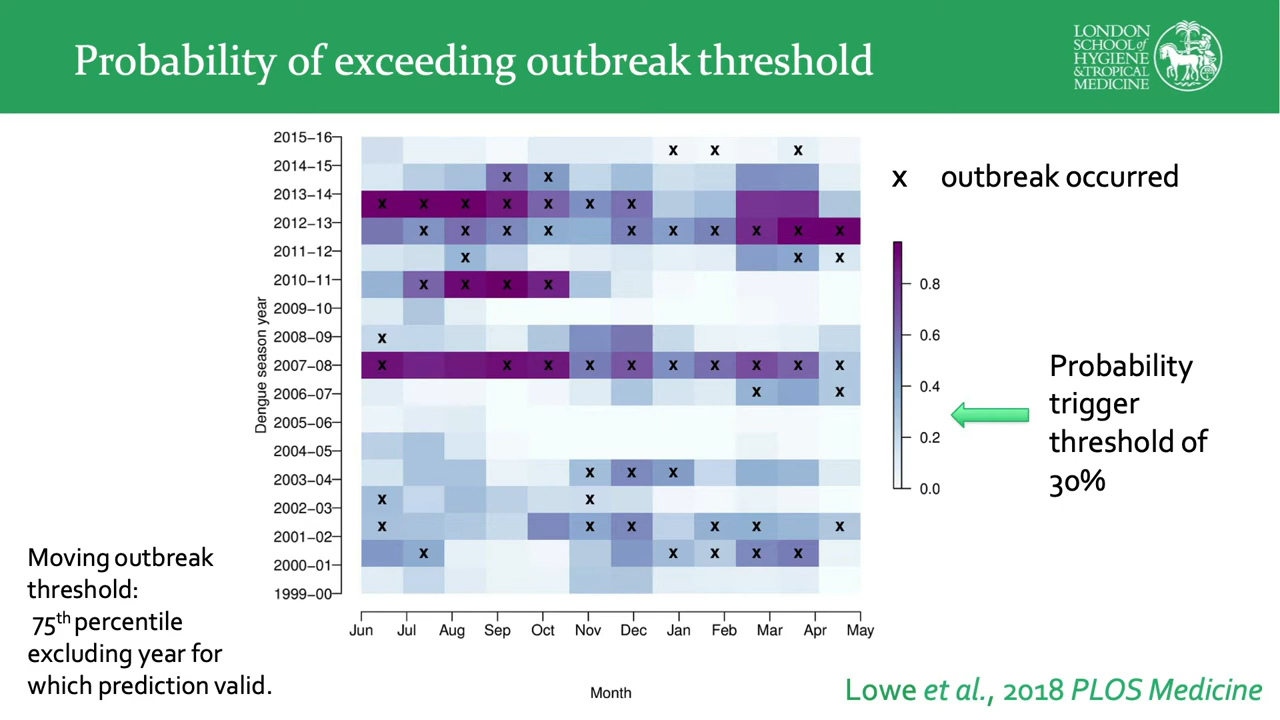 Probability of exceeding outbreak threshold
LONDON
SCHOOL of
HYGIENE
& TROPICAL
MEDICINE
Dengue season year
2015–16
2014–15
2013–14
2012–13
2011–12
2010–11
2009–10
2008–09
2007–08
2006–07
2005–06
2004–05
2003–04
2002–03
2001–02
2000–01
1999–00
x x x
x x
x x x x x x x
x x x x x x x x x x x
x x x
x x x x
x
x x x x x x x x x x
x x
x x x
x x
x x x x x x
x x x x x
Jun Jul Aug Sep Oct Nov Dec Jan Feb Mar Apr May
Month
x outbreak occurred
0.8
0.6
0.4
0.2
0.0
Probability
trigger
threshold of
30%
Moving outbreak
threshold:
75th percentile
excluding year for
which prediction valid.
Lowe et al., 2018 PLOS Medicine